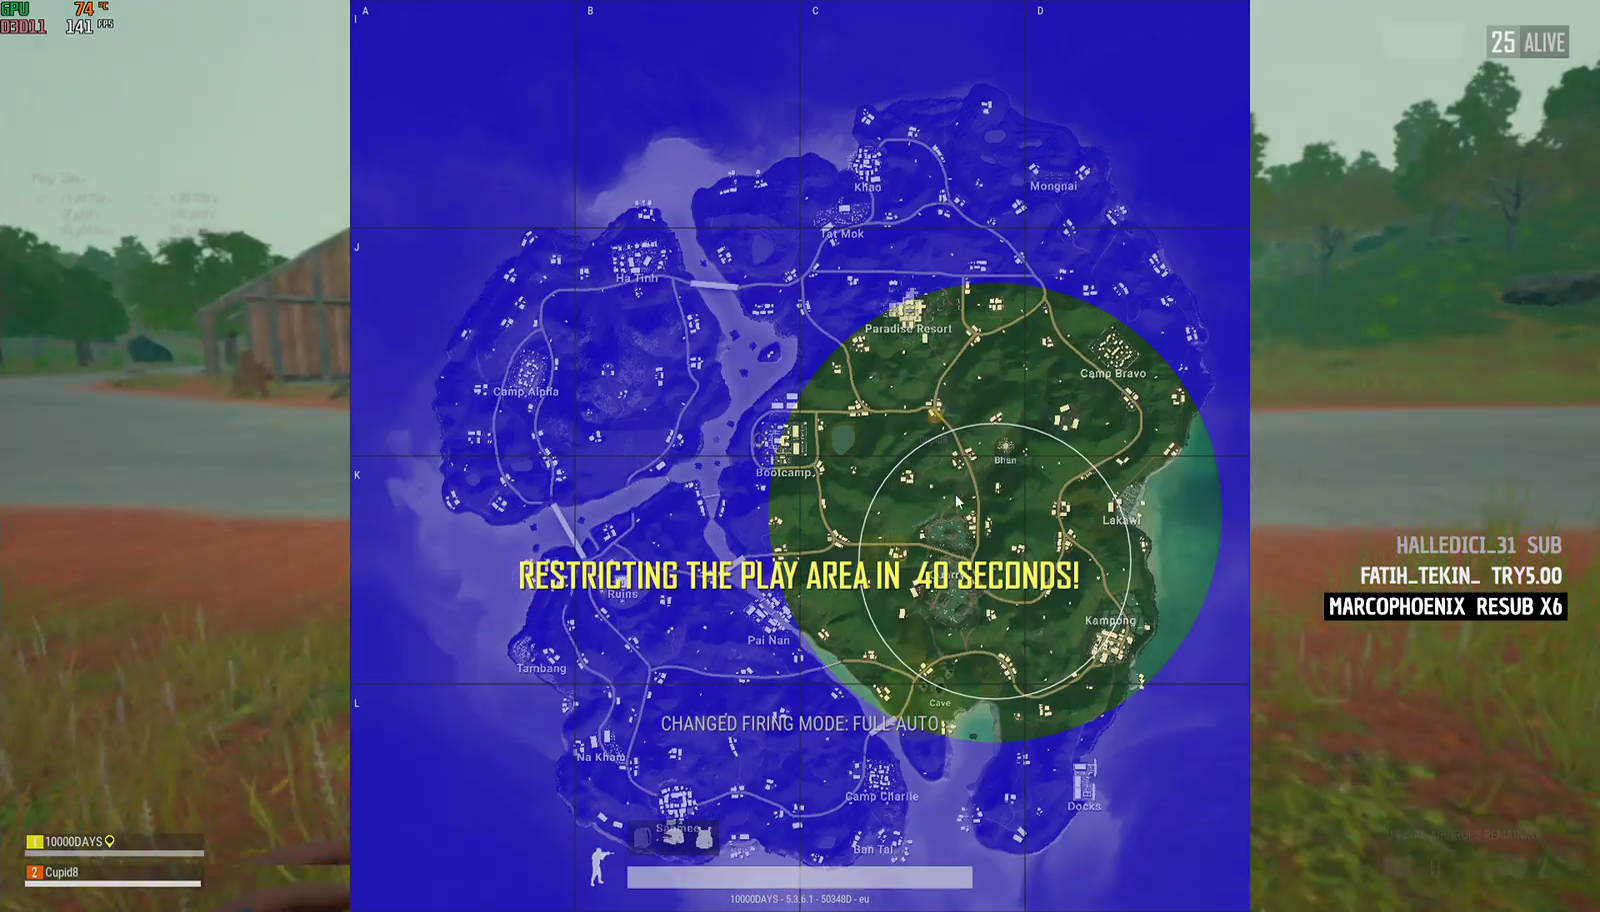 GPU 74 °C
D3D11 141 FPS
A B C D
I
25 ALIVE
Khao
Mongnai
Tat Mok
J
Ha Tinh
Paradise Resort
Camp Bravo
Camp Alpha
Bhan
K
Bootcamp
Lakawi
HALLEDICI_31 SUB
RESTRICTING THE PLAY AREA IN 40 SECONDS!
FATIH_TEKIN_ TRY5.00
Ruins
MARCOPHOENIX RESUB X6
Kampong
Pai Nan
Tambang
L
Cave
CHANGED FIRING MODE: FULL-AUTO
Na Kham
Camp Charlie
Docks
Sahmee
Ban Tai
1 10000DAYS
2 Cupid8
10000DAYS - 5.3.6.1 - 50348D - eu